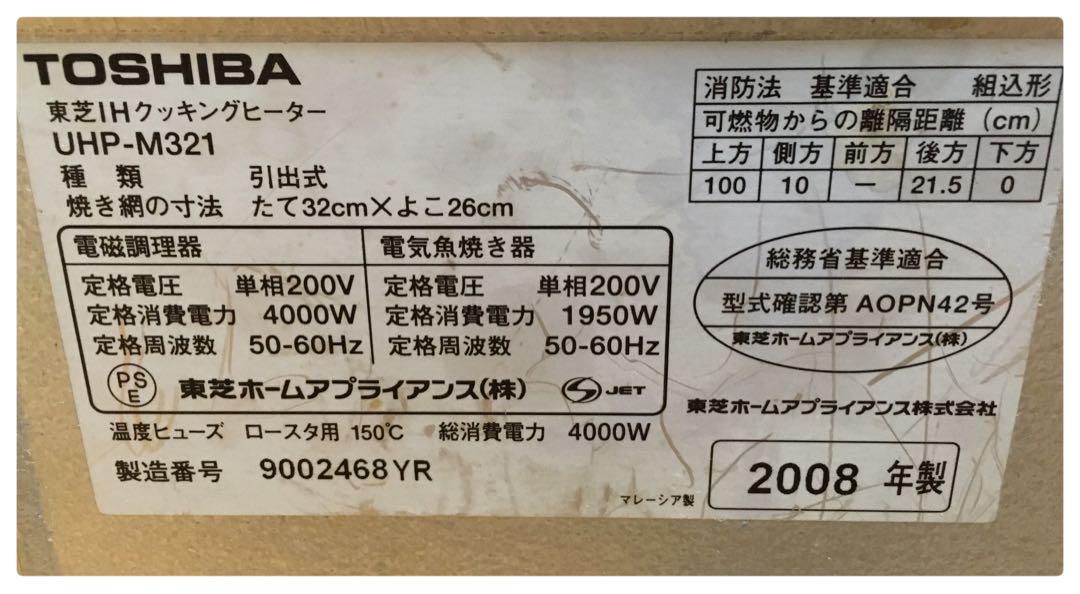 TOSHIBA
東芝IHクッキングヒーター
UHP-M321
種類 引出式
焼き網の寸法 たて32cm×よこ26cm
電磁調理器
定格電圧 単相200V
定格消費電力 4000W
定格周波数 50-60Hz
電気魚焼き器
定格電圧 単相200V
定格消費電力 1950W
定格周波数 50-60Hz
PS
E
東芝ホームアプライアンス(株)
S JET
温度ヒューズ ロースタ用 150℃ 総消費電力 4000W
製造番号 9002468YR
マレーシア製
消防法 基準適合 組込形
可燃物からの離隔距離 (cm)
上方 側方 前方 後方 下方
100 10 − 21.5 0
総務省基準適合
型式確認第 AOPN42号
東芝ホームアプライアンス(株)
東芝ホームアプライアンス株式会社
2008 年製